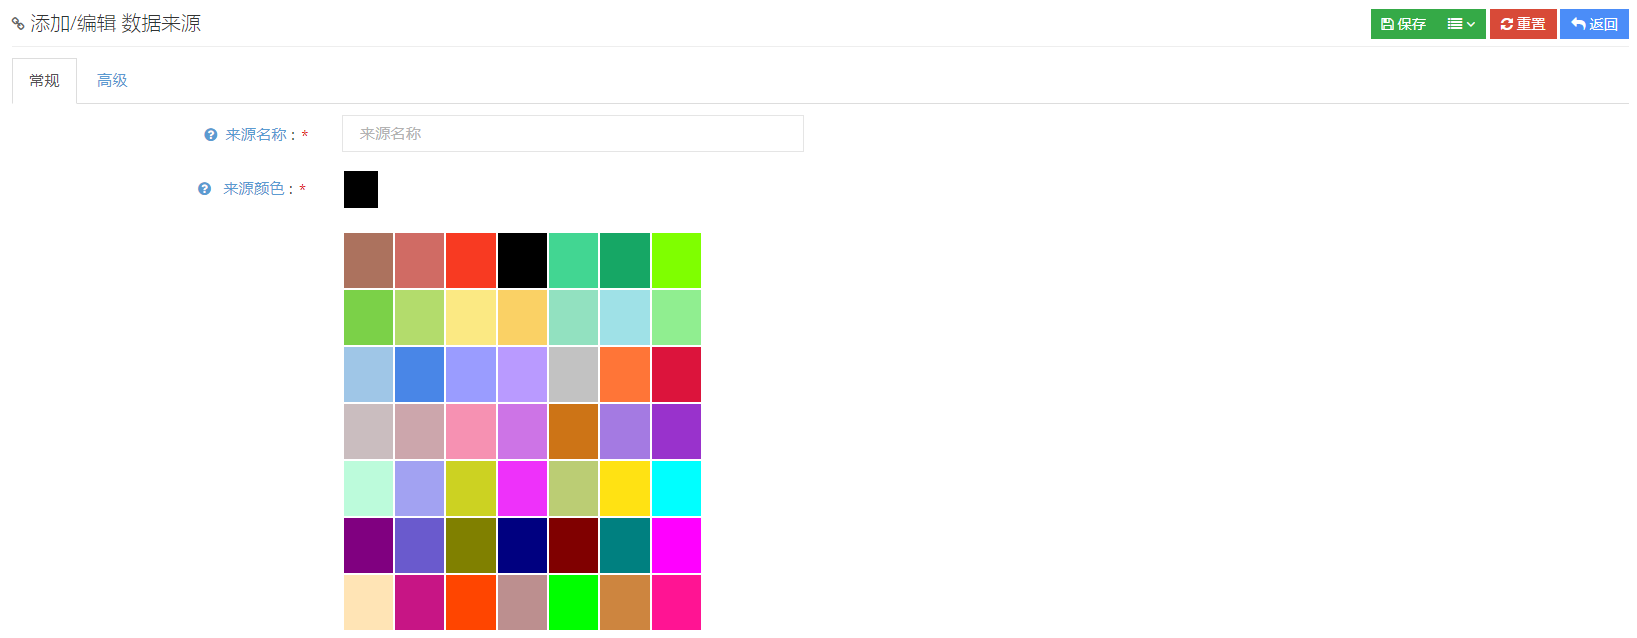 添加/编辑 数据来源
保存
重置
返回
常规
高级
来源名称：*
来源名称
来源颜色：*